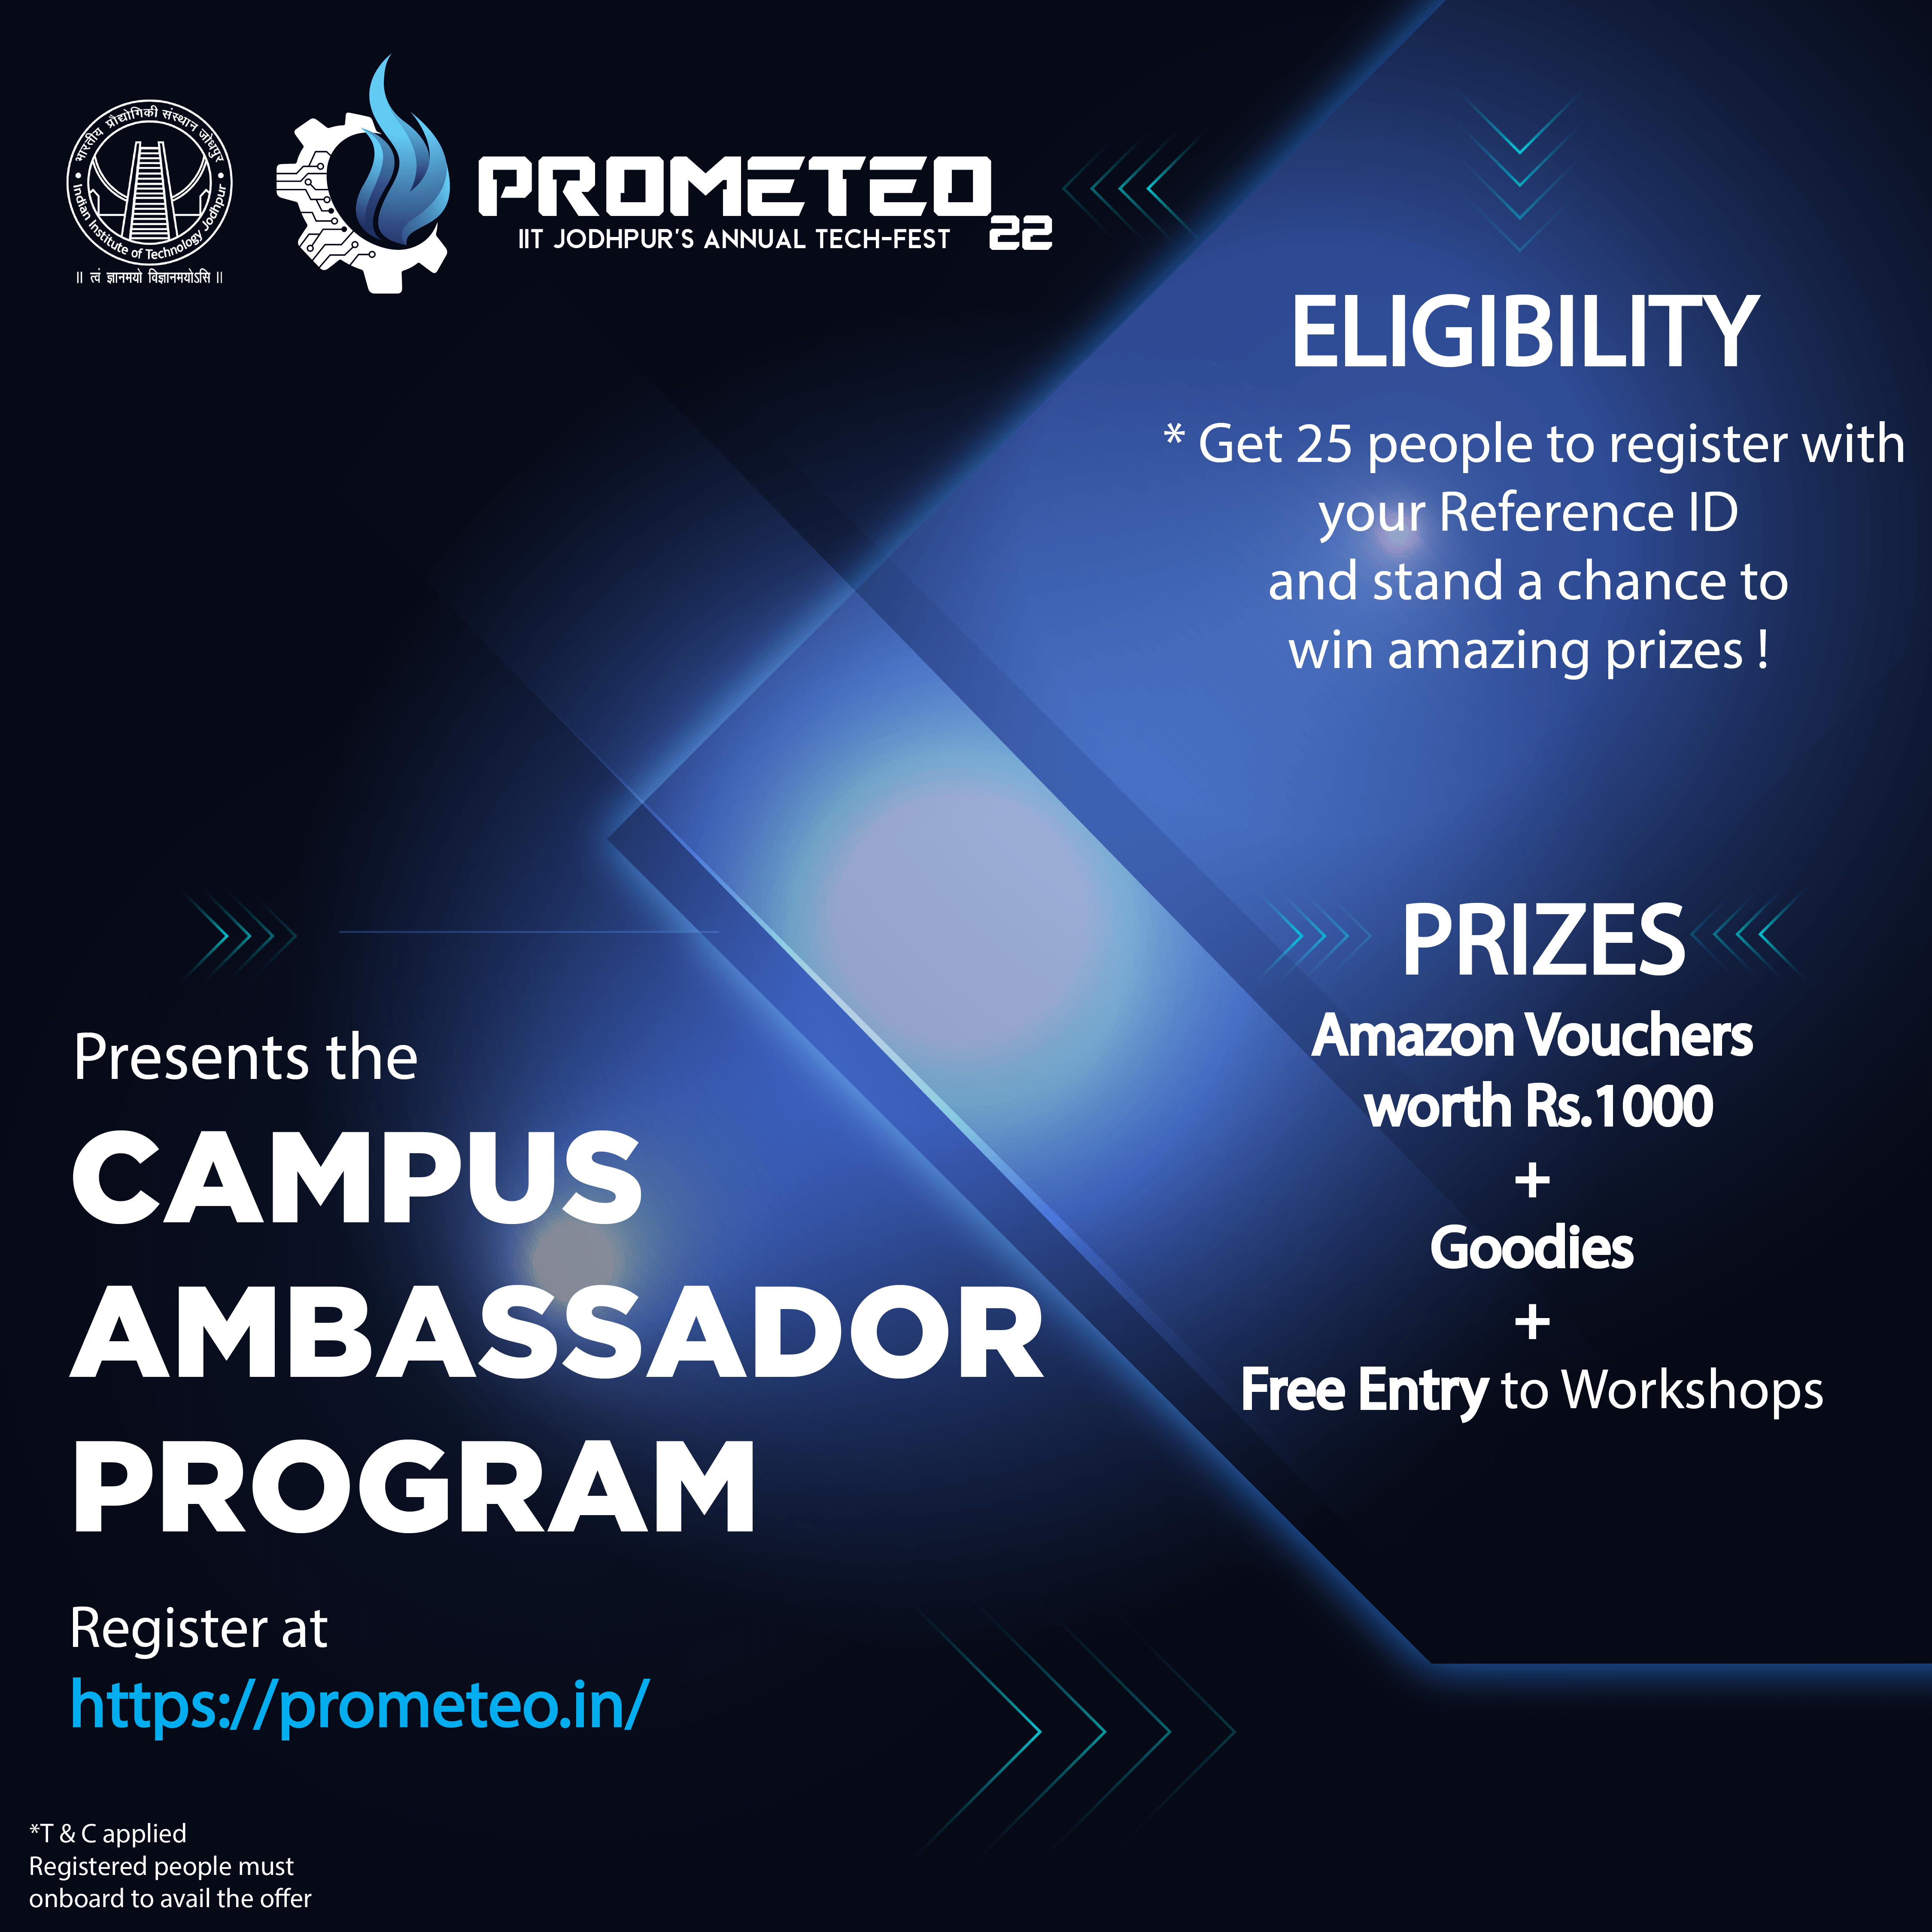 भारतीय प्रौद्योगिकी संस्थान जोधपुर
Indian Institute of Technology Jodhpur
॥ त्वं ज्ञानमयो विज्ञानमयोऽसि ॥
PROMETEO 22
IIT JODHPUR'S ANNUAL TECH-FEST
ELIGIBILITY
* Get 25 people to register with
your Reference ID
and stand a chance to
win amazing prizes !
PRIZES
Amazon Vouchers
worth Rs.1000
+
Goodies
+
Free Entry to Workshops
Presents the
CAMPUS
AMBASSADOR
PROGRAM
Register at
https://prometeo.in/
*T & C applied
Registered people must
onboard to avail the offer